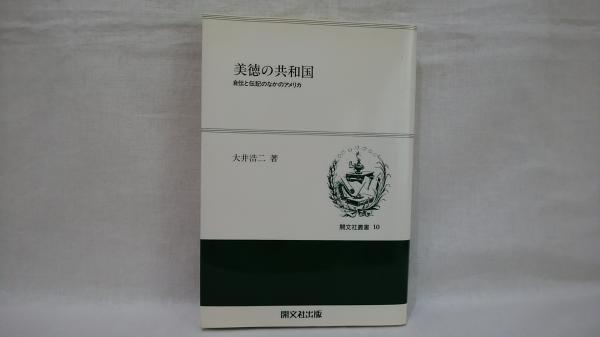 美徳の共和国
自伝と伝記のなかのアメリカ
大井浩二 著
開文社叢書 10
開文社出版